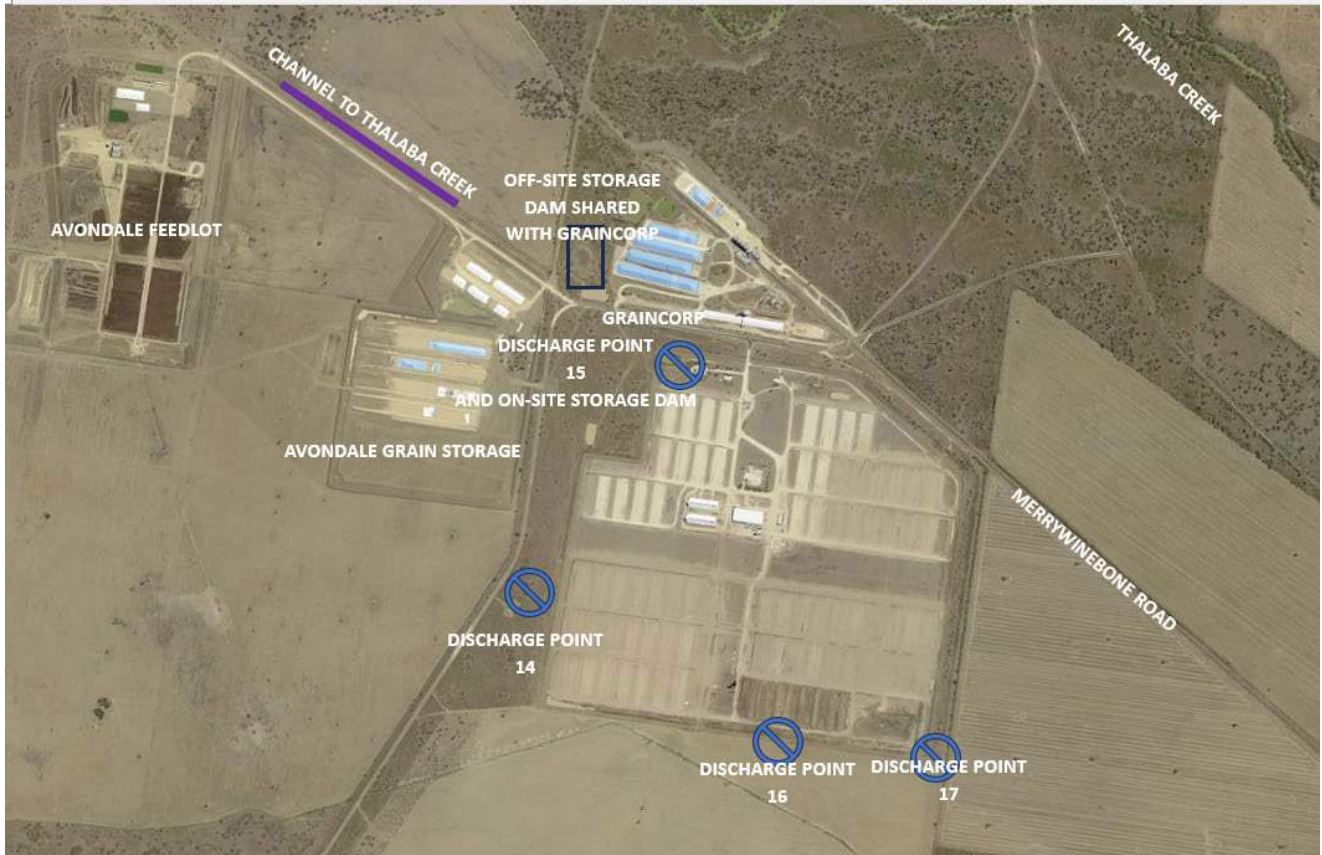 THALABA CREEK
CHANNEL TO THALABA CREEK
OFF-SITE STORAGE
DAM SHARED
WITH GRAINCORP
AVONDALE FEEDLOT
GRAINCORP
DISCHARGE POINT
15
AND ON-SITE STORAGE DAM
AVONDALE GRAIN STORAGE
MERRYWINEBONE ROAD
DISCHARGE POINT
14
DISCHARGE POINT
16
DISCHARGE POINT
17